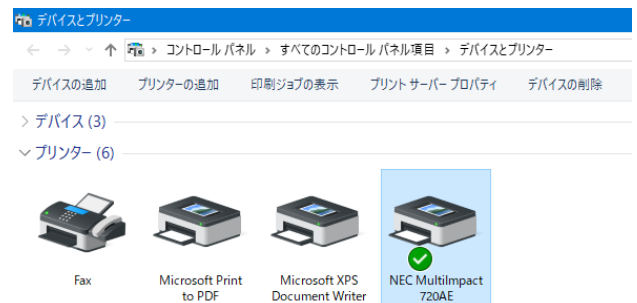 デバイスとプリンター
コントロール パネル › すべてのコントロール パネル項目 › デバイスとプリンター
デバイスの追加 プリンターの追加 印刷ジョブの表示 プリント サーバー プロパティ デバイスの削除
デバイス (3)
プリンター (6)
Fax
Microsoft Print
to PDF
Microsoft XPS
Document Writer
NEC MultiImpact
720AE